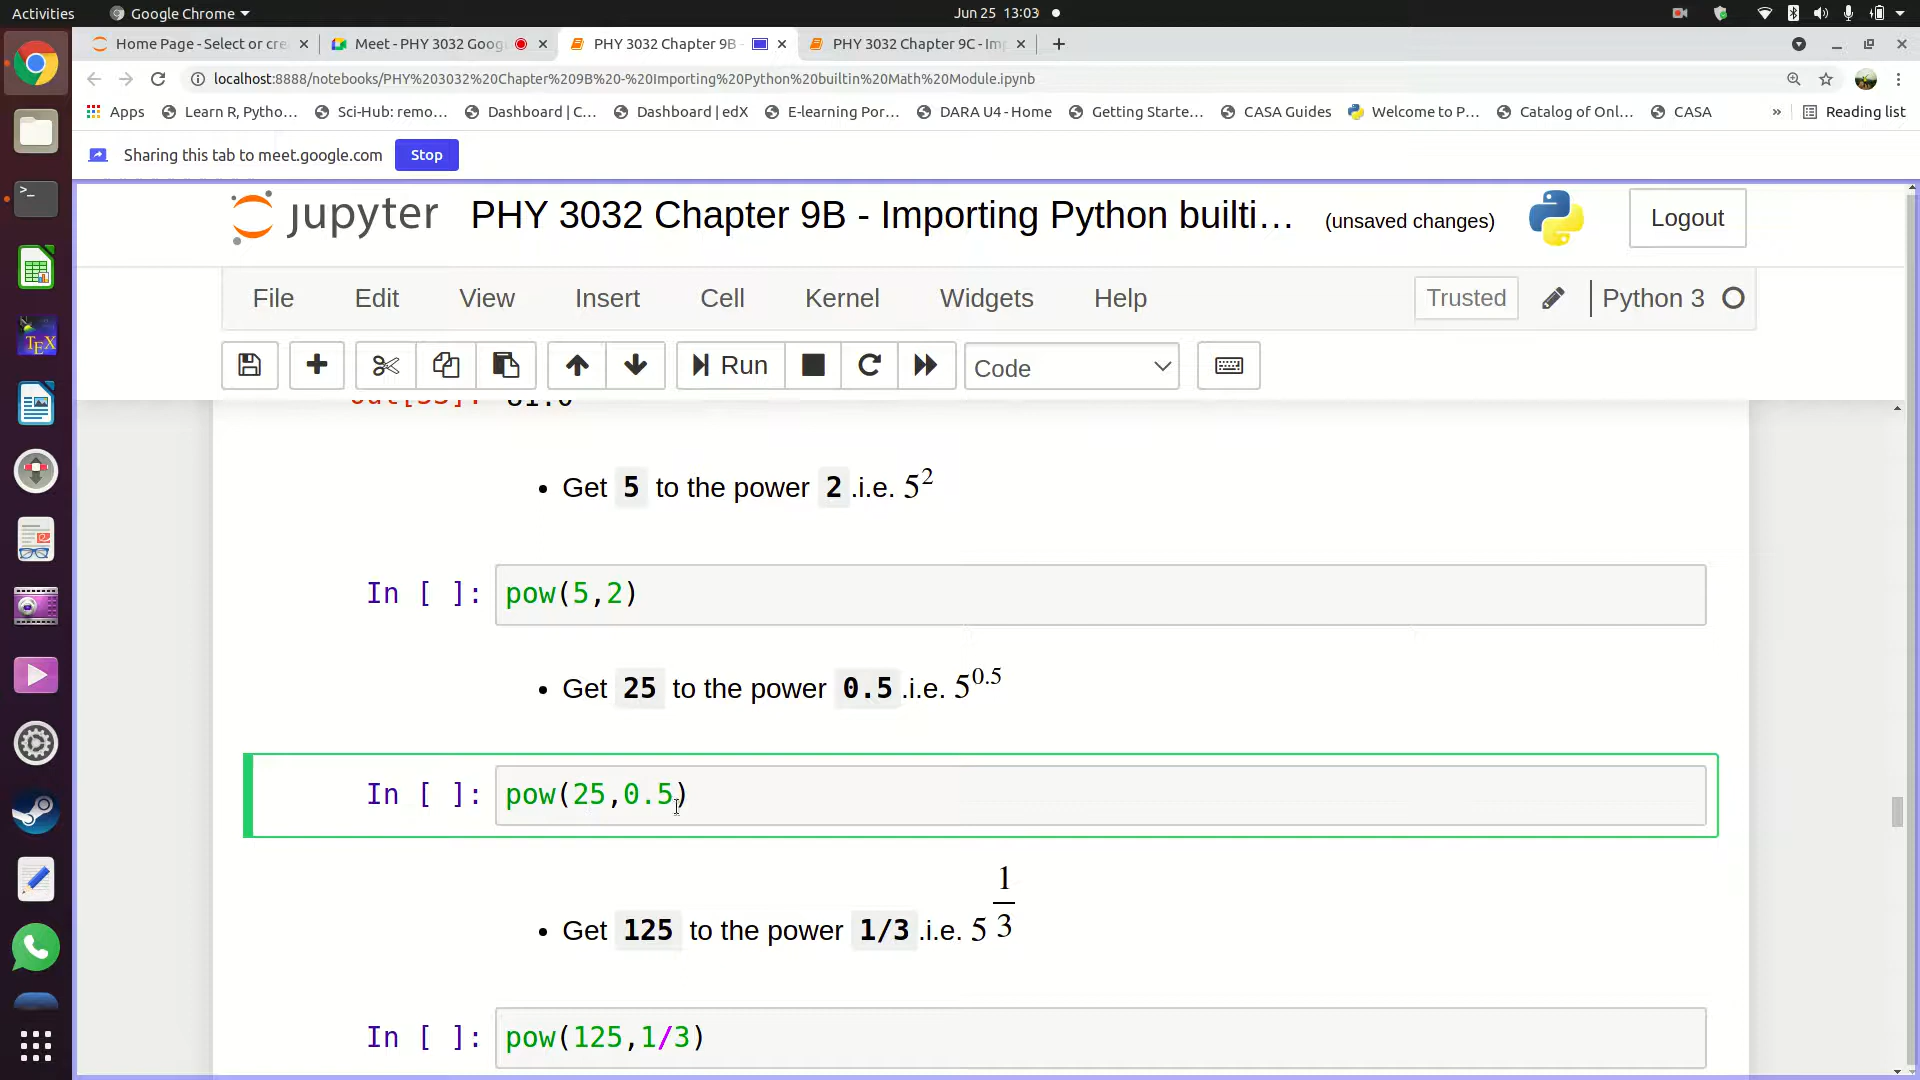 Activities Google Chrome Jun 25 13:03
Home Page - Select or cre Meet - PHY 3032 Goog PHY 3032 Chapter 9B - PHY 3032 Chapter 9C - Im
localhost:8888/notebooks/PHY%203032%20Chapter%209B%20-%20Importing%20Python%20builtin%20Math%20Module.ipynb
Apps Learn R, Pytho... Sci-Hub: remo... Dashboard | C... Dashboard | edX E-learning Por... DARA U4 - Home Getting Starte... CASA Guides Welcome to P... Catalog of Onl... CASA » Reading list
Sharing this tab to meet.google.com Stop
jupyter PHY 3032 Chapter 9B - Importing Python builti... (unsaved changes) Logout
File Edit View Insert Cell Kernel Widgets Help Trusted Python 3
Run Code
• Get 5 to the power 2 .i.e. 5²
In [ ]: pow(5,2)
• Get 25 to the power 0.5 .i.e. 5^0.5
In [ ]: pow(25,0.5)
• Get 125 to the power 1/3 .i.e. 5^1/3
In [ ]: pow(125,1/3)